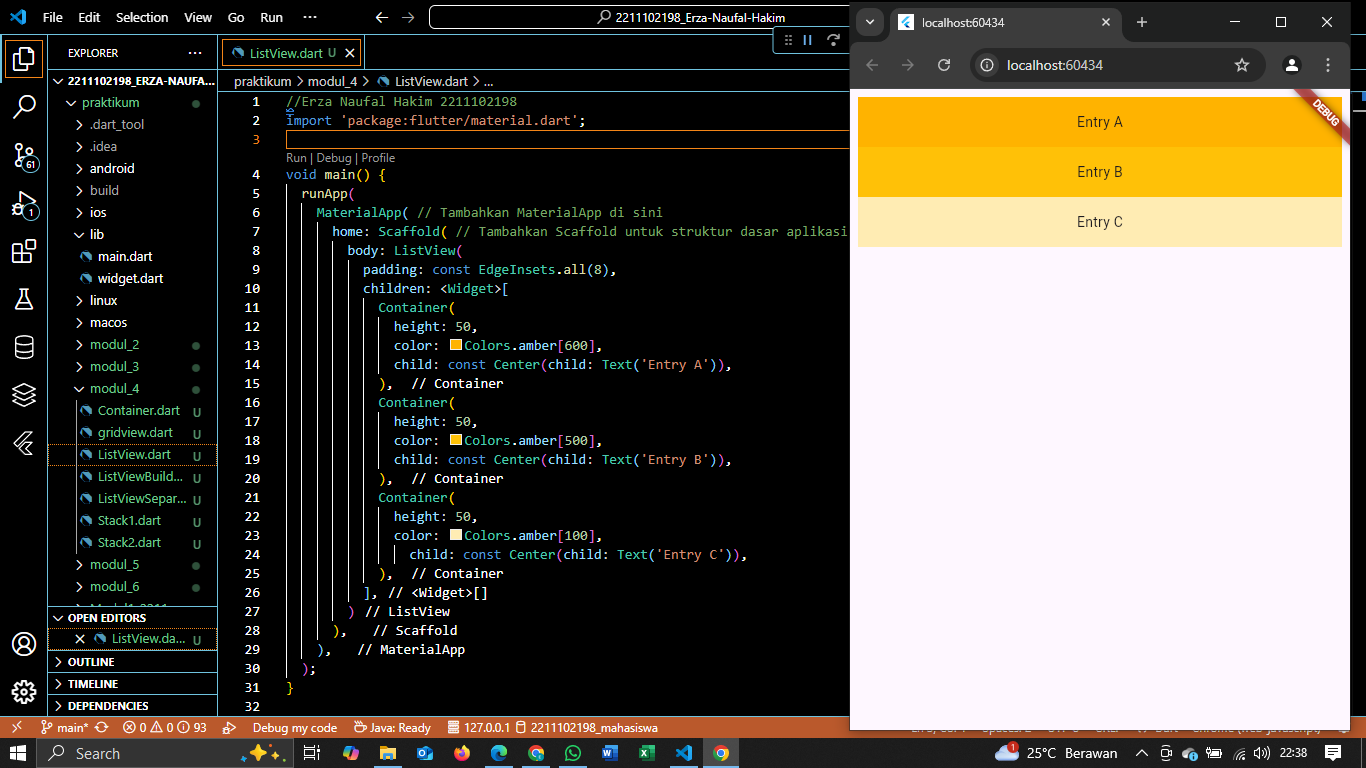 File Edit Selection View Go Run ···
2211102198_Erza-Naufal-Hakim
EXPLORER ···
2211102198_ERZA-NAUFA...
praktikum
.dart_tool
.idea
android
build
ios
lib
main.dart
widget.dart
linux
macos
modul_2
modul_3
modul_4
Container.dart U
gridview.dart U
ListView.dart U
ListViewBuild... U
ListViewSepar... U
Stack1.dart U
Stack2.dart U
modul_5
modul_6
OPEN EDITORS
ListView.da... U
OUTLINE
TIMELINE
DEPENDENCIES
ListView.dart U
praktikum > modul_4 > ListView.dart > ...
1 //Erza Naufal Hakim 2211102198
2 import 'package:flutter/material.dart';
3
Run | Debug | Profile
4 void main() {
5 runApp(
6 MaterialApp( // Tambahkan MaterialApp di sini
7 home: Scaffold( // Tambahkan Scaffold untuk struktur dasar aplikasi
8 body: ListView(
9 padding: const EdgeInsets.all(8),
10 children: <Widget>[
11 Container(
12 height: 50,
13 color: Colors.amber[600],
14 child: const Center(child: Text('Entry A')),
15 ), // Container
16 Container(
17 height: 50,
18 color: Colors.amber[500],
19 child: const Center(child: Text('Entry B')),
20 ), // Container
21 Container(
22 height: 50,
23 color: Colors.amber[100],
24 child: const Center(child: Text('Entry C')),
25 ), // Container
26 ], // <Widget>[]
27 ) // ListView
28 ), // Scaffold
29 ), // MaterialApp
30 );
31 }
32
localhost:60434
localhost:60434
DEBUG
Entry A
Entry B
Entry C
61
1
main* 0 0 93 Debug my code Java: Ready 127.0.0.1 2211102198_mahasiswa
Search
1 25°C Berawan 22:38